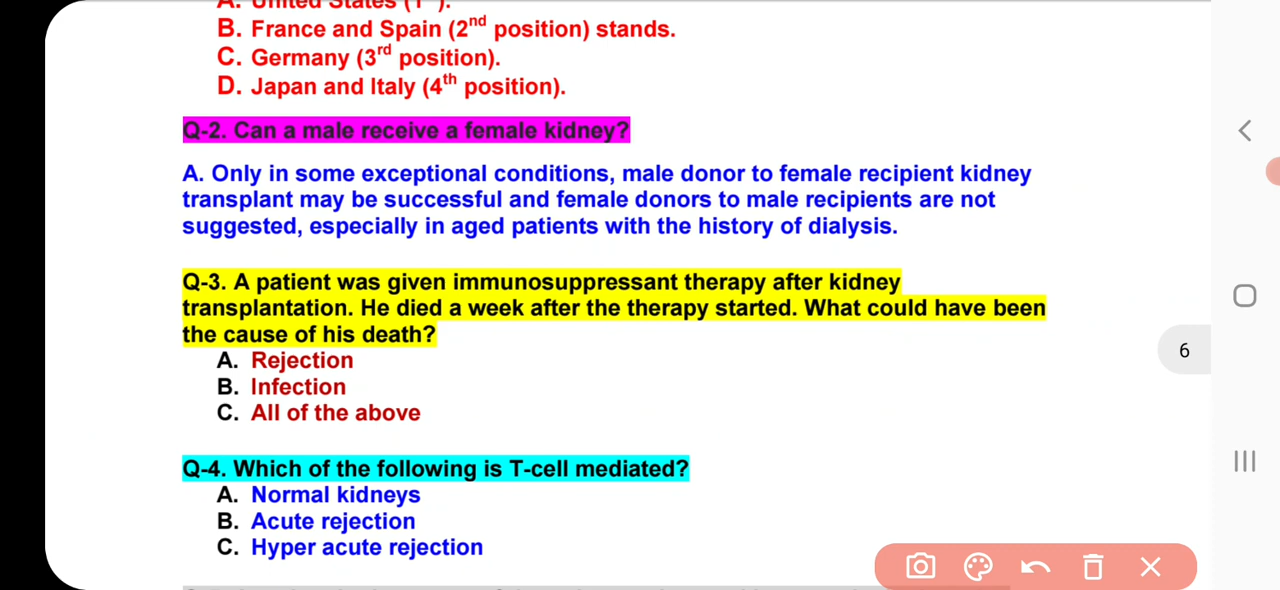 A. United States (1
B. France and Spain (2nd position) stands.
C. Germany (3rd position).
D. Japan and Italy (4th position).
Q-2. Can a male receive a female kidney?
A. Only in some exceptional conditions, male donor to female recipient kidney
transplant may be successful and female donors to male recipients are not
suggested, especially in aged patients with the history of dialysis.
Q-3. A patient was given immunosuppressant therapy after kidney
transplantation. He died a week after the therapy started. What could have been
the cause of his death?
A. Rejection
B. Infection
C. All of the above
6
Q-4. Which of the following is T-cell mediated?
A. Normal kidneys
B. Acute rejection
C. Hyper acute rejection